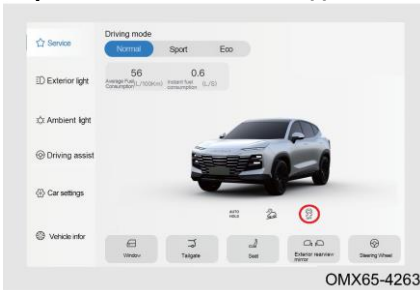 Service
Driving mode
Normal Sport Eco
56 0.6
Average Fuel Consumption (L/100km) Instant fuel consumption (L/S)
Exterior light
Ambient light
Driving assist
Car settings
AUTO HOLD
Vehicle infor
Window Tailgate Seat Exterior rearview mirror Steering Wheel
OMX65-4263